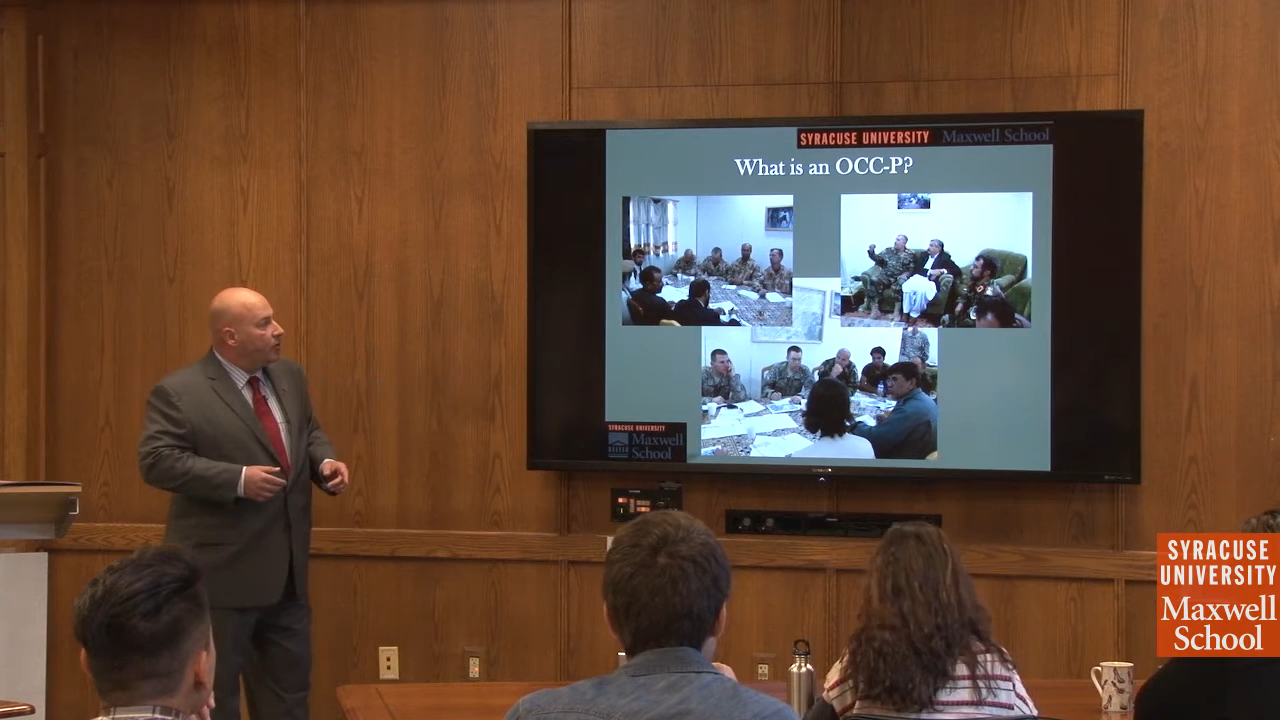 SYRACUSE UNIVERSITY Maxwell School
What is an OCC-P?
SYRACUSE UNIVERSITY
Maxwell
School
SYRACUSE
UNIVERSITY
Maxwell
School